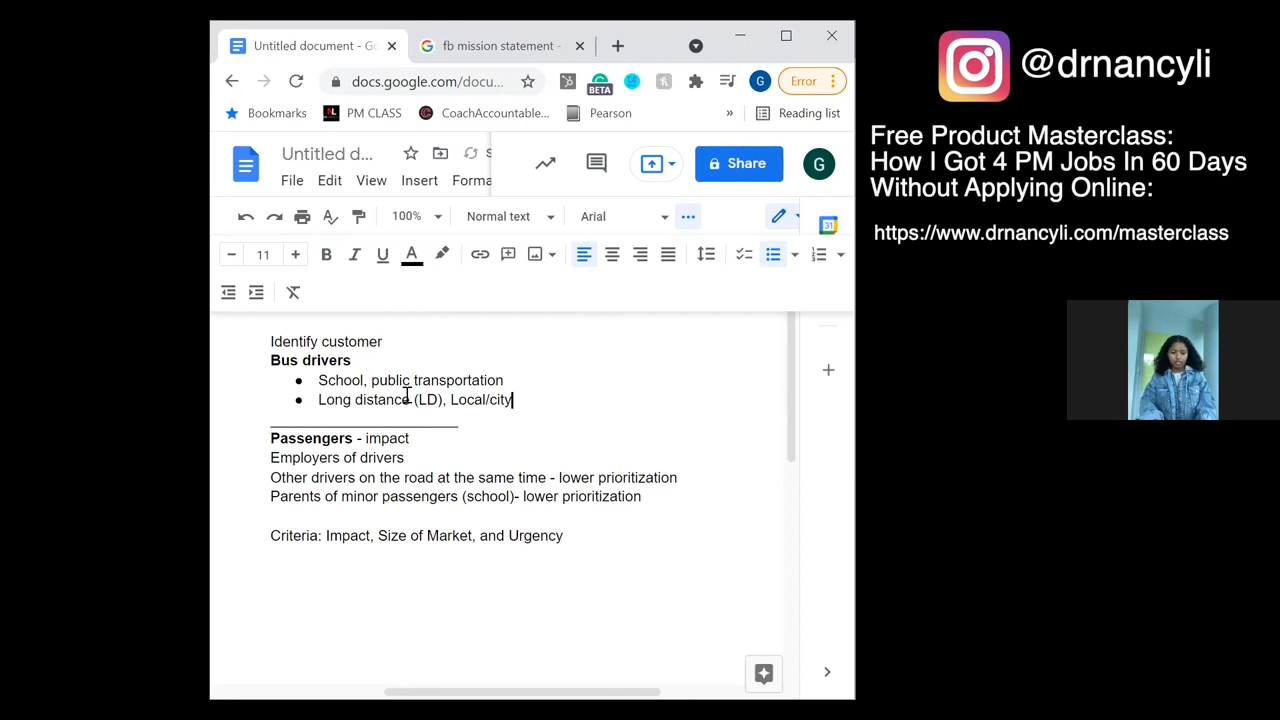 Untitled document - Go
fb mission statement -
docs.google.com/docu...
BETA
G
Error
Bookmarks
NL
PM CLASS
CoachAccountable...
Pearson
»
Reading list
Untitled d...
S
Share
G
File Edit View Insert Forma
100%
Normal text
Arial
31
11
B I U A
Identify customer
Bus drivers
● School, public transportation
● Long distance (LD), Local/city
Passengers - impact
Employers of drivers
Other drivers on the road at the same time - lower prioritization
Parents of minor passengers (school)- lower prioritization
Criteria: Impact, Size of Market, and Urgency
@drnancyli
Free Product Masterclass:
How I Got 4 PM Jobs In 60 Days
Without Applying Online:
https://www.drnancyli.com/masterclass